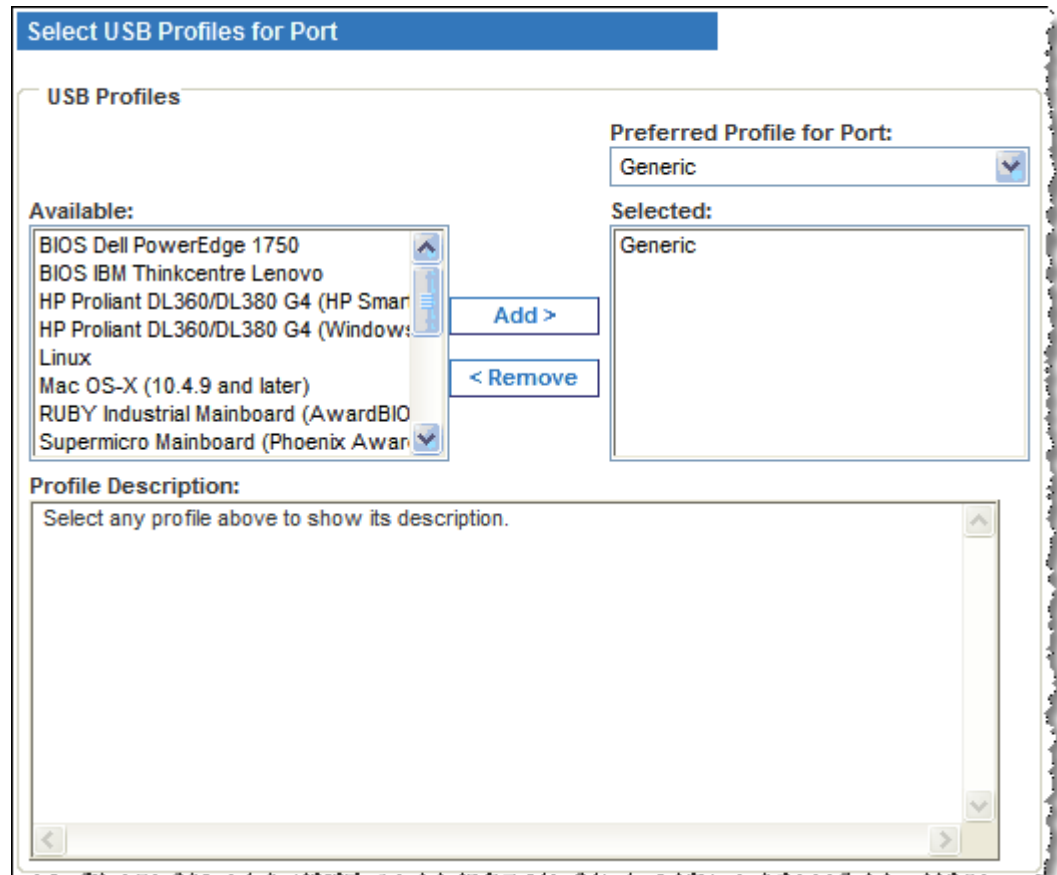 Select USB Profiles for Port
USB Profiles
Preferred Profile for Port:
Generic
Available:
Selected:
BIOS Dell PowerEdge 1750
BIOS IBM Thinkcentre Lenovo
HP Proliant DL360/DL380 G4 (HP Smart
HP Proliant DL360/DL380 G4 (Windows
Linux
Mac OS-X (10.4.9 and later)
RUBY Industrial Mainboard (AwardBIO
Supermicro Mainboard (Phoenix Awar
Add >
< Remove
Generic
Profile Description:
Select any profile above to show its description.